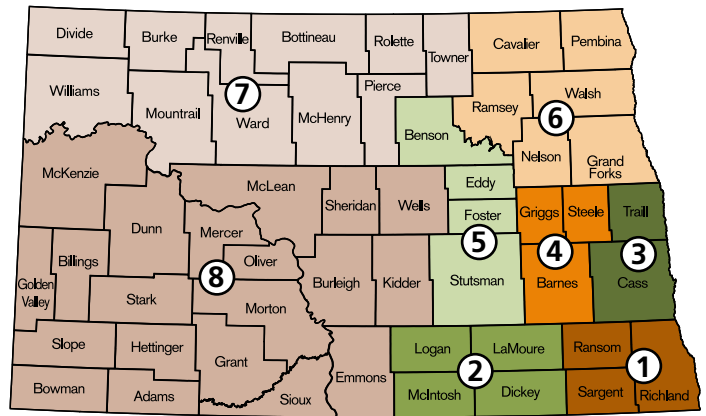 Divide
Burke
Renville
Bottineau
Rolette
Towner
Cavalier
Pembina
Williams
Mountrail
7
Ward
McHenry
Pierce
Benson
Ramsey
Walsh
6
Nelson
Grand
Forks
McKenzie
Dunn
McLean
Mercer
Oliver
8
Sheridan
Wells
Eddy
Foster
5
Stutsman
Griggs
Steele
Traill
4
Barnes
3
Cass
Golden
Valley
Billings
Stark
Morton
Burleigh
Kidder
Slope
Hettinger
Grant
Bowman
Adams
Sioux
Emmons
Logan
LaMoure
2
McIntosh
Dickey
Ransom
1
Sargent
Richland